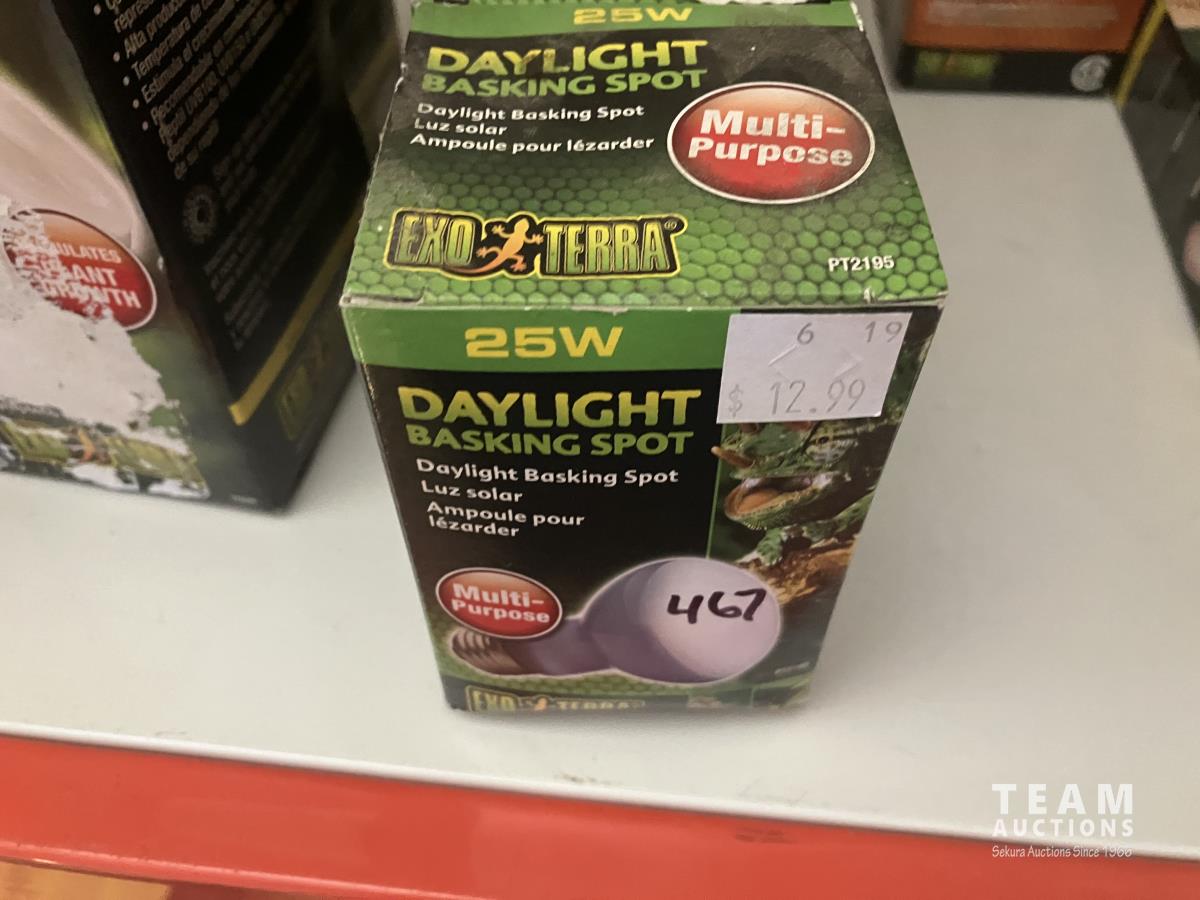 25W
DAYLIGHT
BASKING SPOT
Daylight Basking Spot
Luz solar
Ampoule pour lézarder
Multi-
Purpose
EXO TERRA®
PT2195
25W
6 19
$ 12.99
DAYLIGHT
BASKING SPOT
Daylight Basking Spot
Luz solar
Ampoule pour
lézarder
Multi-
Purpose
467
EXO TERRA
PLANT
GROWTH
TEAM
AUCTIONS
Sekura Auctions Since 1966